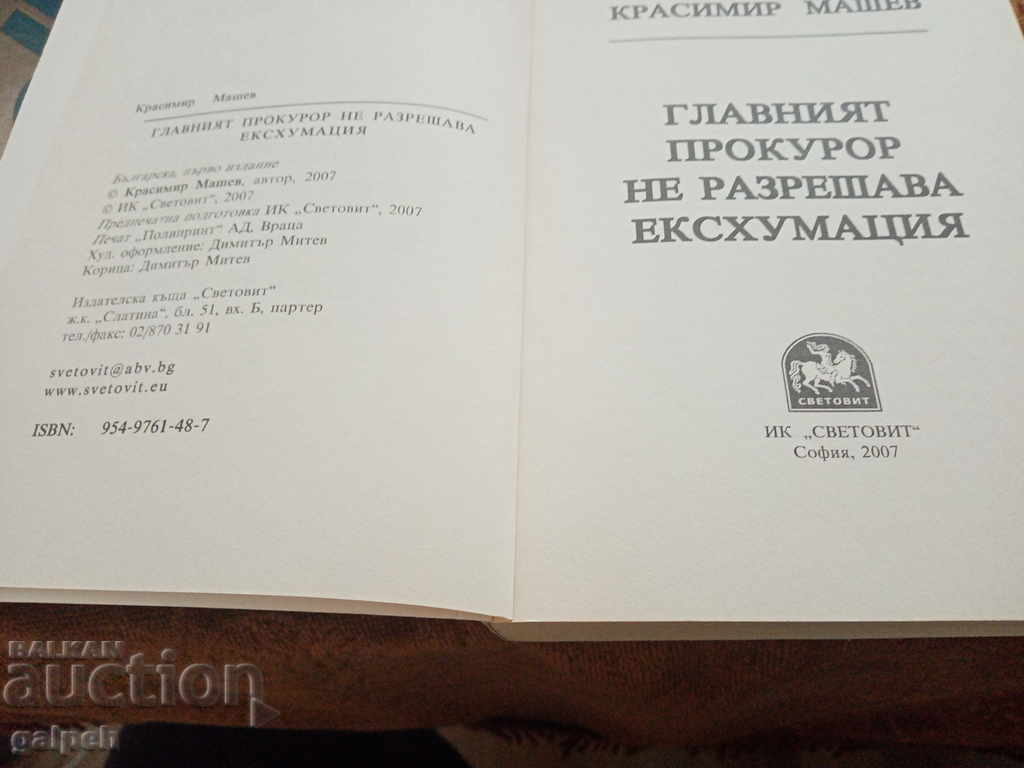 Красимир Машев
ГЛАВНИЯТ ПРОКУРОР НЕ РАЗРЕШАВА
ЕКСХУМАЦИЯ
Българска, първо издание
© Красимир Машев, автор, 2007
© ИК „Световит", 2007
Предпечатна подготовка ИК „Световит", 2007
Печат „Полипринт" АД, Враца
Худ. оформление: Димитър Митев
Корица: Димитър Митев
Издателска къща „Световит"
ж.к. „Слатина", бл. 51, вх. Б, партер
тел./факс: 02/870 31 91
svetovit@abv.bg
www.svetovit.eu
ISBN: 954-9761-48-7
КРАСИМИР МАШЕВ
ГЛАВНИЯТ
ПРОКУРОР
НЕ РАЗРЕШАВА
ЕКСХУМАЦИЯ
СВЕТОВИТ
ИК „СВЕТОВИТ"
София, 2007
BALKAN
auction
galpeh